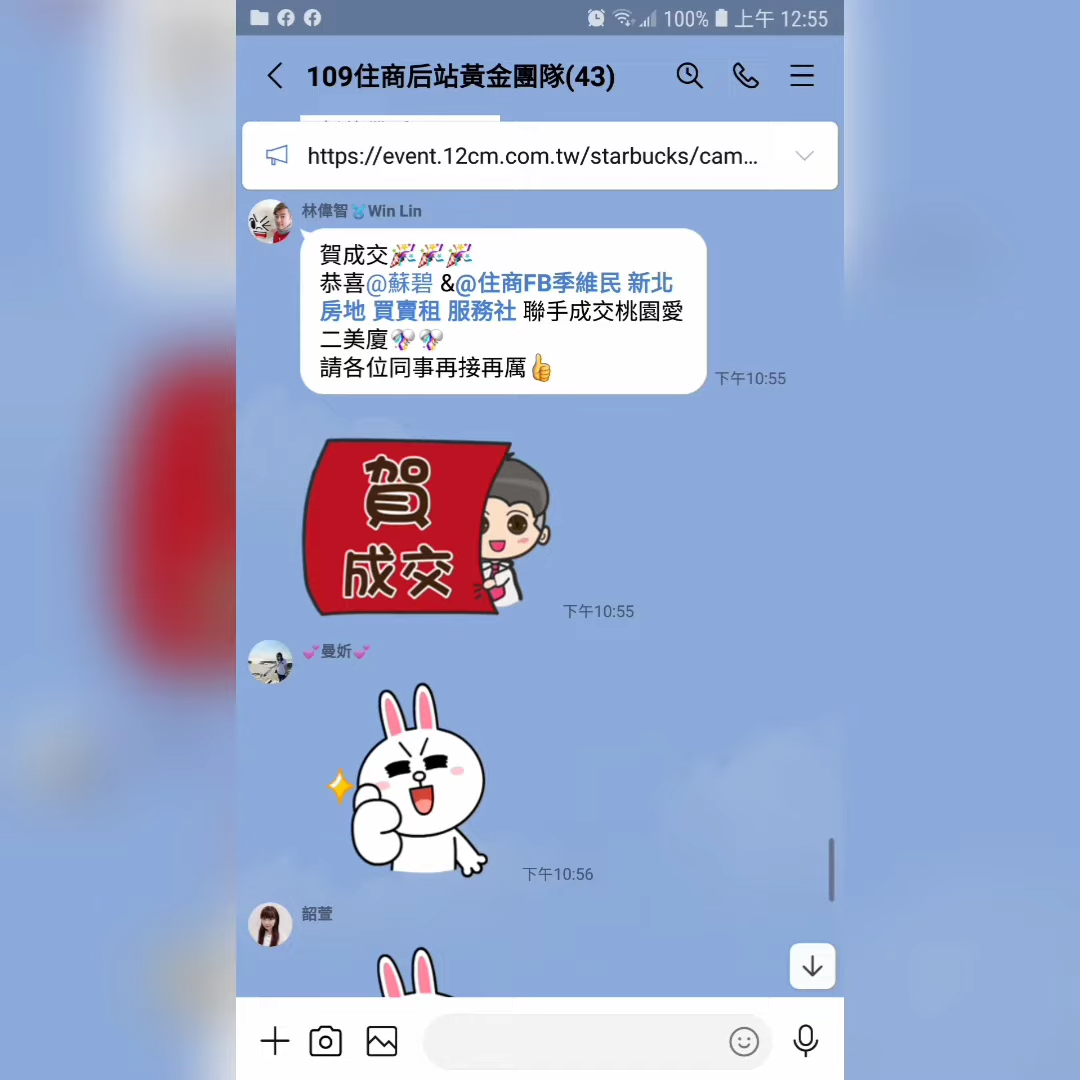 100% 上午 12:55
109住商后站黃金團隊(43)
https://event.12cm.com.tw/starbucks/cam...
林偉智 Win Lin
賀成交🎉🎉🎉
恭喜@蘇碧 &@住商FB季維民 新北
房地 買賣租 服務社 聯手成交桃園愛
二美廈🎊🎊
請各位同事再接再厲👍
下午10:55
賀
成交
下午10:55
💕曼妡💕
下午10:56
韶萱